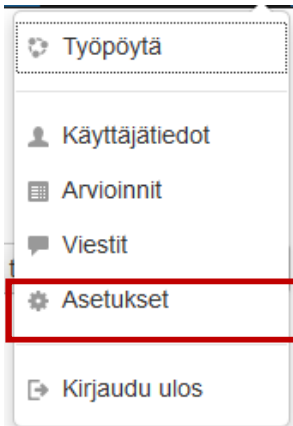 Työpöytä
Käyttäjätiedot
Arvioinnit
Viestit
Asetukset
Kirjaudu ulos